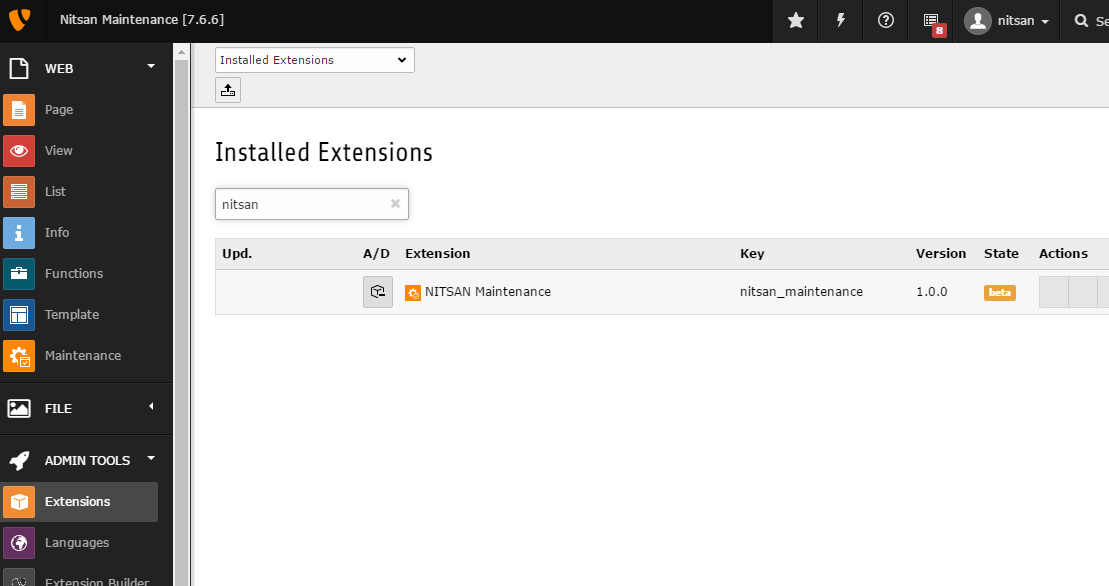 Nitsan Maintenance [7.6.6]
8
nitsan
Se
WEB
Page
View
List
Info
Functions
Template
Maintenance
FILE
ADMIN TOOLS
Extensions
Languages
Extension Builder
Installed Extensions
Installed Extensions
nitsan
Upd. A/D Extension Key Version State Actions
NITSAN Maintenance nitsan_maintenance 1.0.0 beta